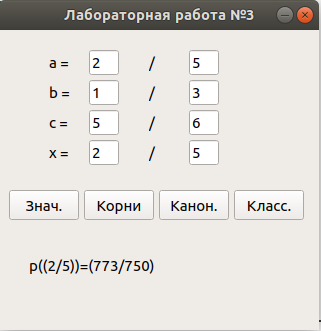 Лабораторная работа №3
a = 2 / 5
b = 1 / 3
c = 5 / 6
x = 2 / 5
Знач. Корни Канон. Класс.
p((2/5))=(773/750)